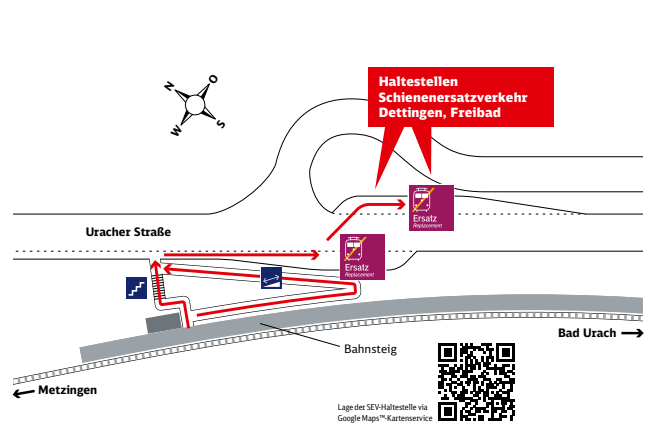 N
O
W
S
Haltestellen
Schienenersatzverkehr
Dettingen, Freibad
Ersatz
Replacement
Uracher Straße
Ersatz
Replacement
Bad Urach
Bahnsteig
Metzingen
Lage der SEV-Haltestelle via
Google Maps™-Kartenservice